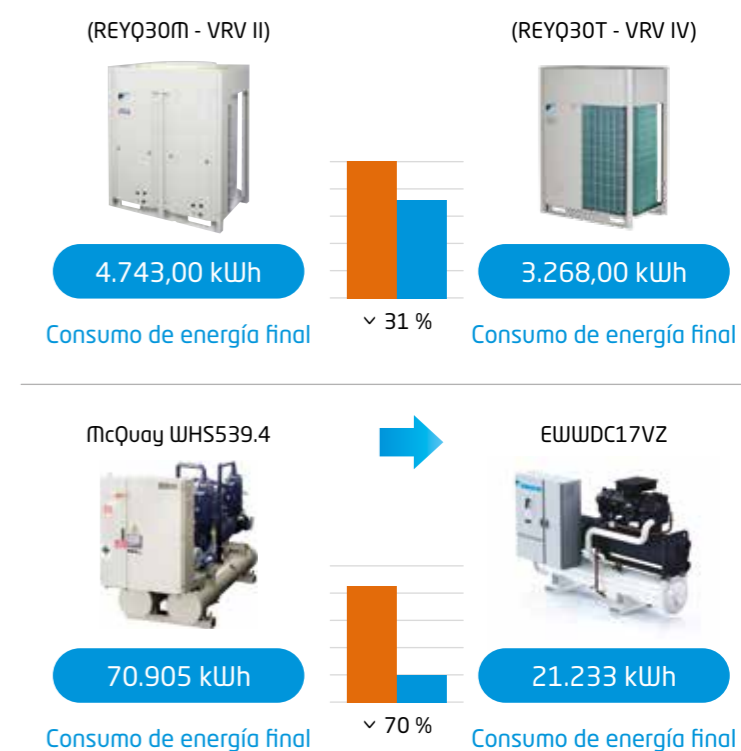 (REYQ30M - VRV II)
(REYQ30T - VRV IV)
4.743,00 kWh
3.268,00 kWh
Consumo de energía final
˅ 31 %
Consumo de energía final
McQuay WHS539.4
EWWDC17VZ
70.905 kWh
21.233 kWh
Consumo de energía final
˅ 70 %
Consumo de energía final